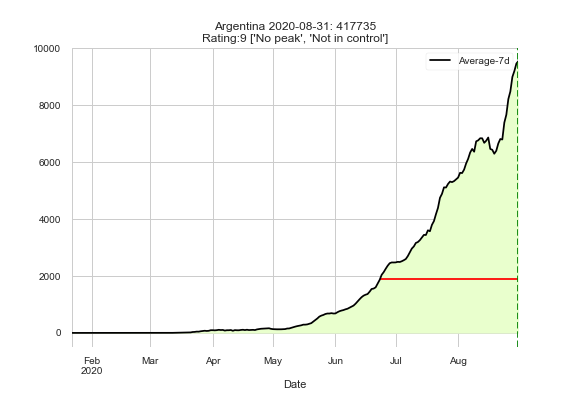 Argentina 2020-08-31: 417735
Rating:9 ['No peak', 'Not in control']
10000
Average-7d
8000
6000
4000
2000
0
Feb Mar Apr May Jun Jul Aug
2020
Date